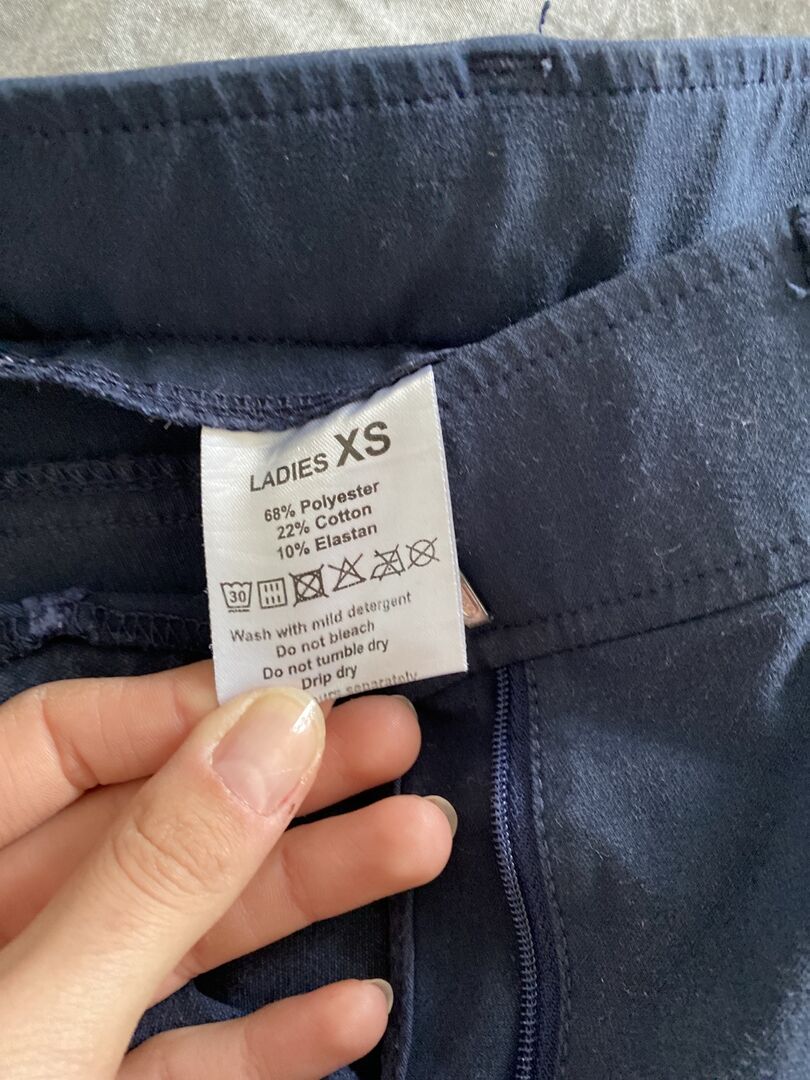 LADIES XS
68% Polyester
22% Cotton
10% Elastan
30
Wash with mild detergent
Do not bleach
Do not tumble dry
Drip dry
separately